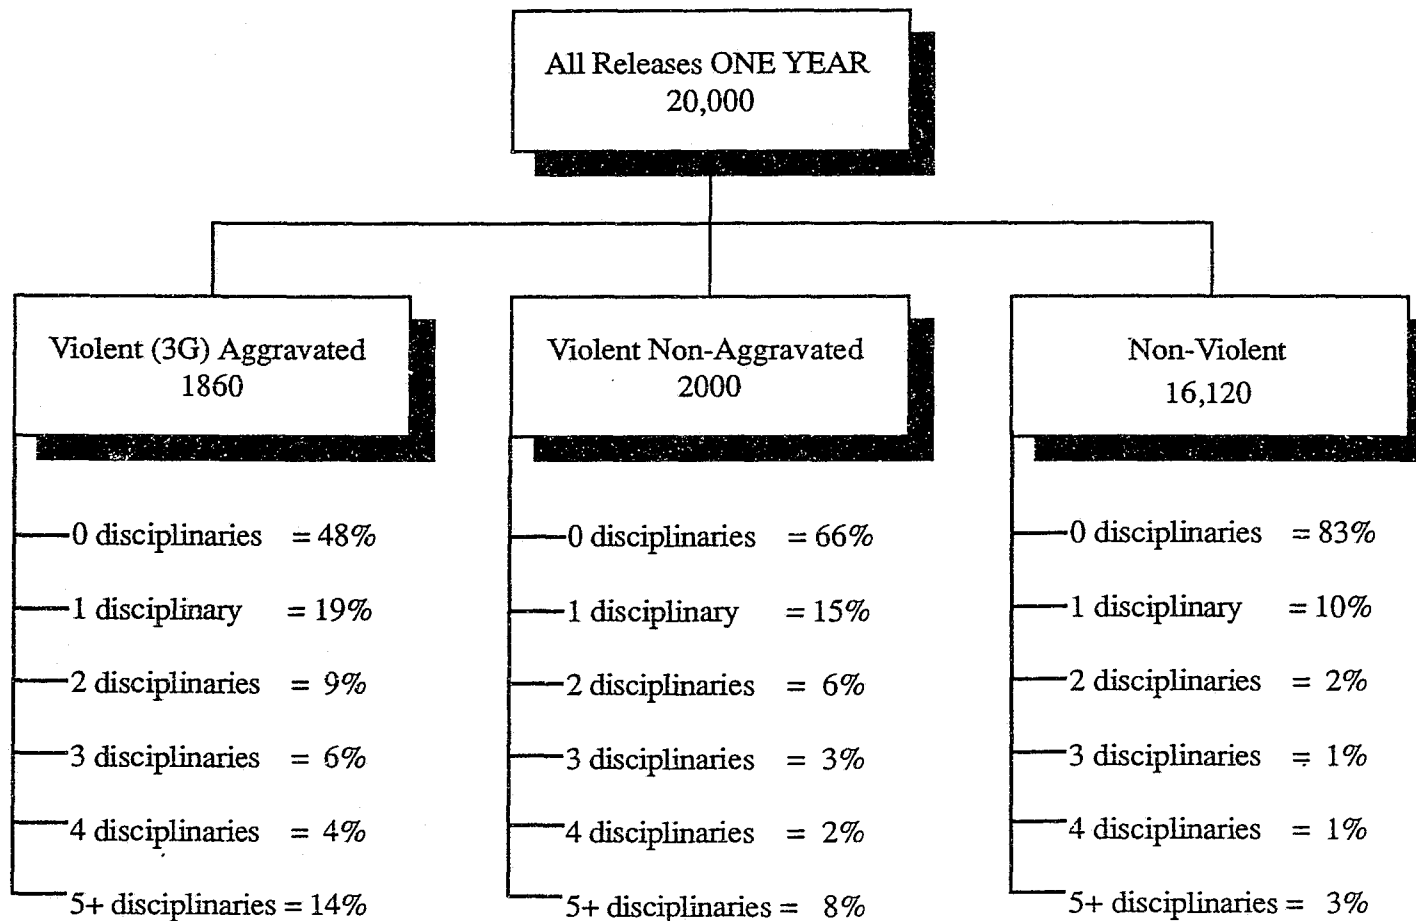 All Releases ONE YEAR
20,000
Violent (3G) Aggravated
1860
0 disciplinaries = 48%
1 disciplinary = 19%
2 disciplinaries = 9%
3 disciplinaries = 6%
4 disciplinaries = 4%
5+ disciplinaries = 14%
Violent Non-Aggravated
2000
0 disciplinaries = 66%
1 disciplinary = 15%
2 disciplinaries = 6%
3 disciplinaries = 3%
4 disciplinaries = 2%
5+ disciplinaries = 8%
Non-Violent
16,120
0 disciplinaries = 83%
1 disciplinary = 10%
2 disciplinaries = 2%
3 disciplinaries = 1%
4 disciplinaries = 1%
5+ disciplinaries = 3%